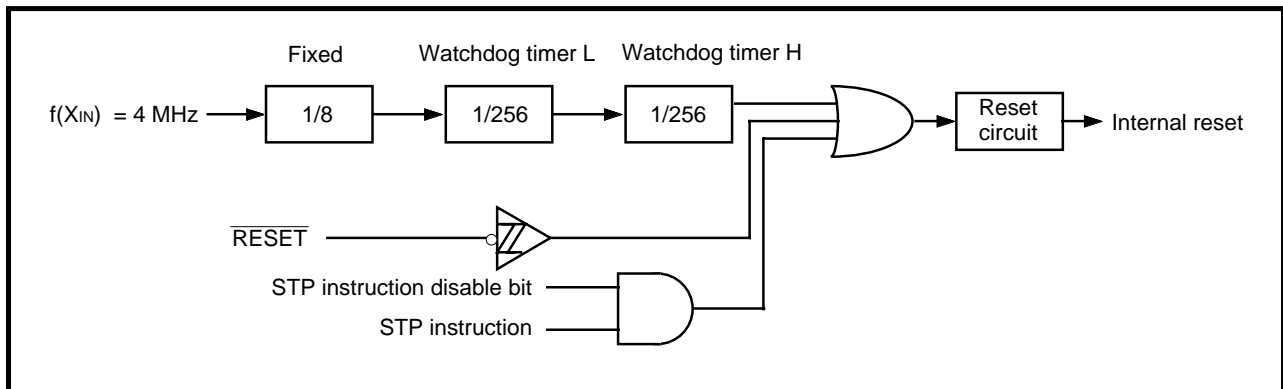 Fixed
Watchdog timer L
Watchdog timer H
f(XIN) = 4 MHz
1/8
1/256
1/256
Reset
circuit
Internal reset
RESET
STP instruction disable bit
STP instruction